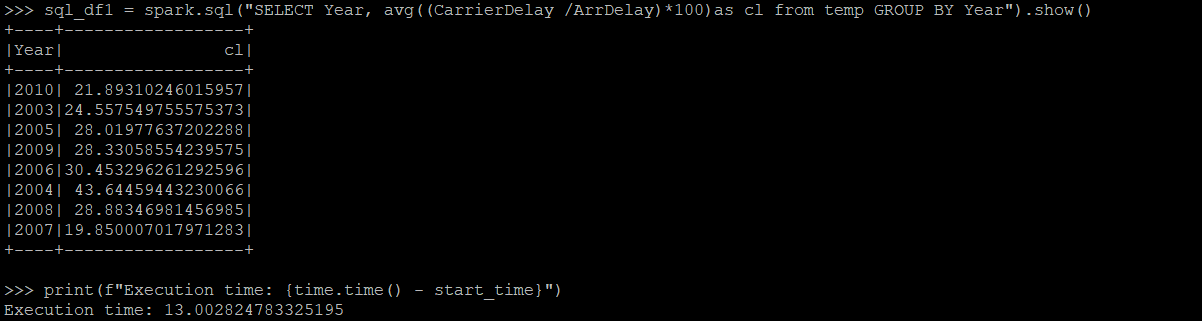 >>> sql_df1 = spark.sql("SELECT Year, avg((CarrierDelay /ArrDelay)*100)as cl from temp GROUP BY Year").show()
+----+------------------+
|Year|                cl|
+----+------------------+
|2010| 21.89310246015957|
|2003|24.557549755575373|
|2005| 28.01977637202288|
|2009| 28.33058554239575|
|2006|30.453296261292596|
|2004| 43.64459443230066|
|2008| 28.88346981456985|
|2007|19.850007017971283|
+----+------------------+
>>> print(f"Execution time: {time.time() - start_time}")
Execution time: 13.002824783325195